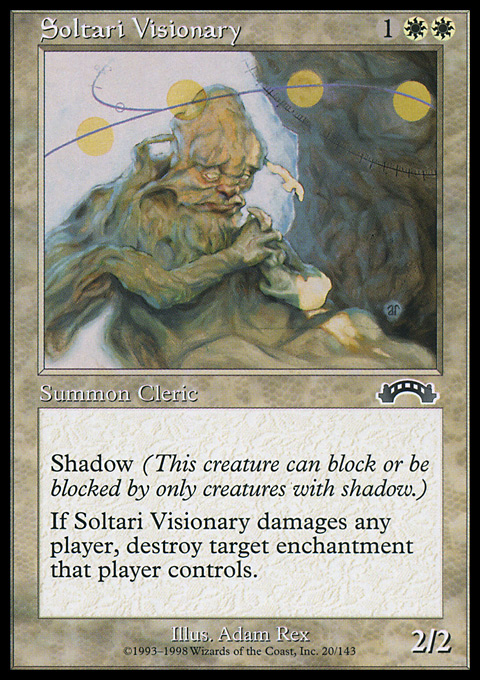 Soltari Visionary 1
ar
Summon Cleric
Shadow (This creature can block or be
blocked by only creatures with shadow.)
If Soltari Visionary damages any
player, destroy target enchantment
that player controls.
Illus. Adam Rex
©1993–1998 Wizards of the Coast, Inc. 20/143
2/2